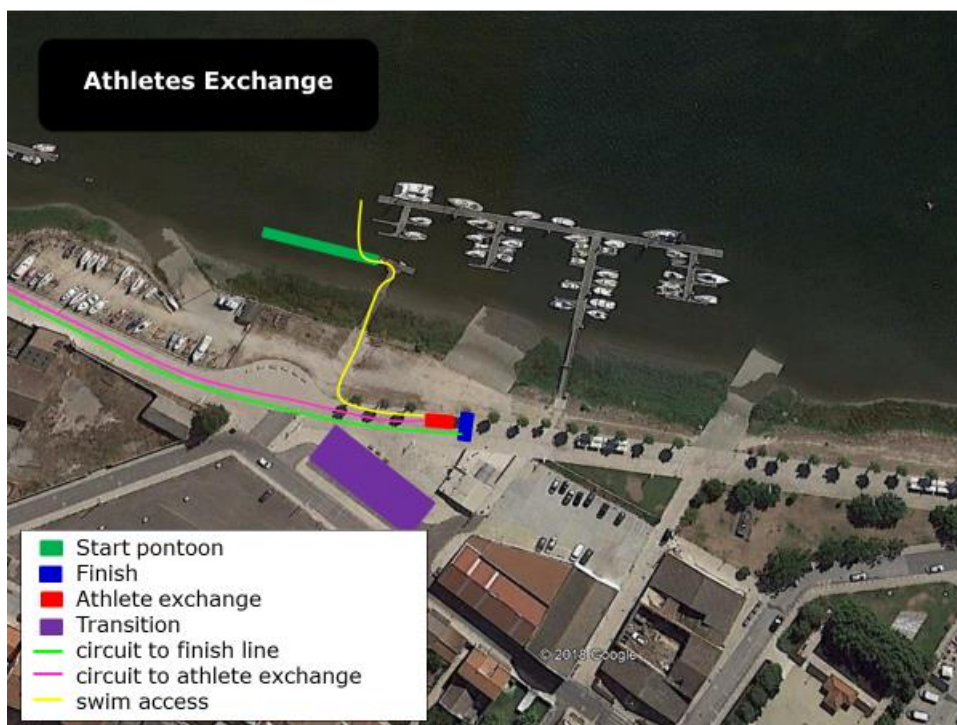 Athletes Exchange
Start pontoon
Finish
Athlete exchange
Transition
circuit to finish line
circuit to athlete exchange
swim access
© 2018 Google